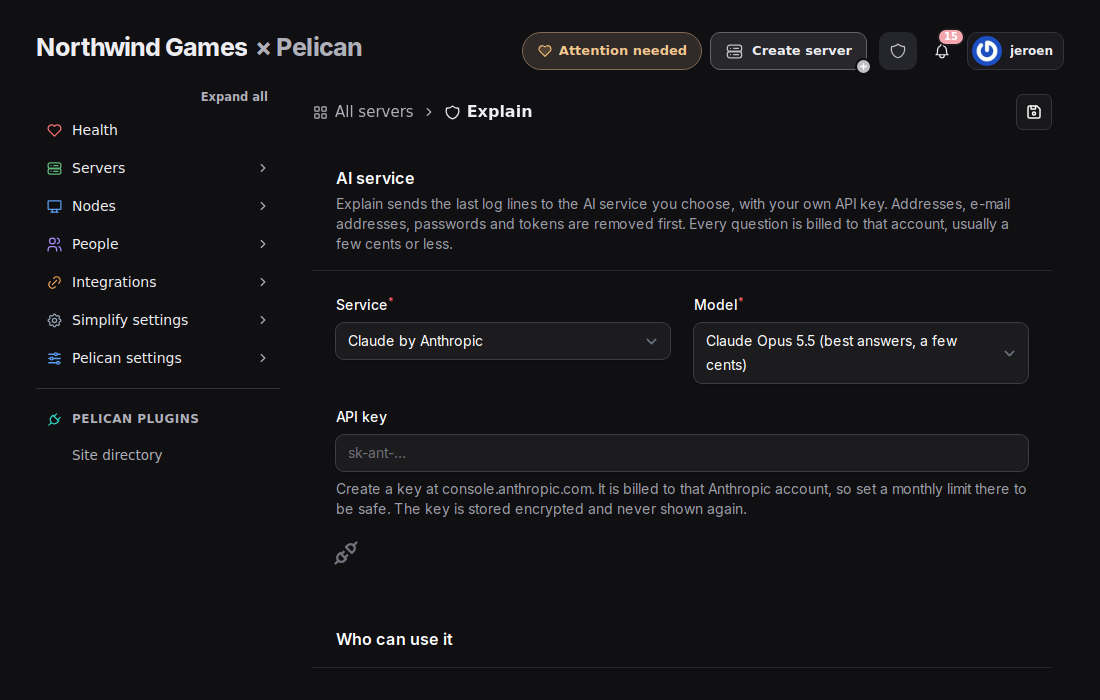 Northwind Games × Pelican
Attention needed
Create server
15
jeroen
Expand all
Health
Servers
Nodes
People
Integrations
Simplify settings
Pelican settings
PELICAN PLUGINS
Site directory
All servers > Explain
AI service
Explain sends the last log lines to the AI service you choose, with your own API key. Addresses, e-mail
addresses, passwords and tokens are removed first. Every question is billed to that account, usually a
few cents or less.
Service*
Claude by Anthropic
Model*
Claude Opus 5.5 (best answers, a few
cents)
API key
sk-ant-...
Create a key at console.anthropic.com. It is billed to that Anthropic account, so set a monthly limit there to
be safe. The key is stored encrypted and never shown again.
Who can use it